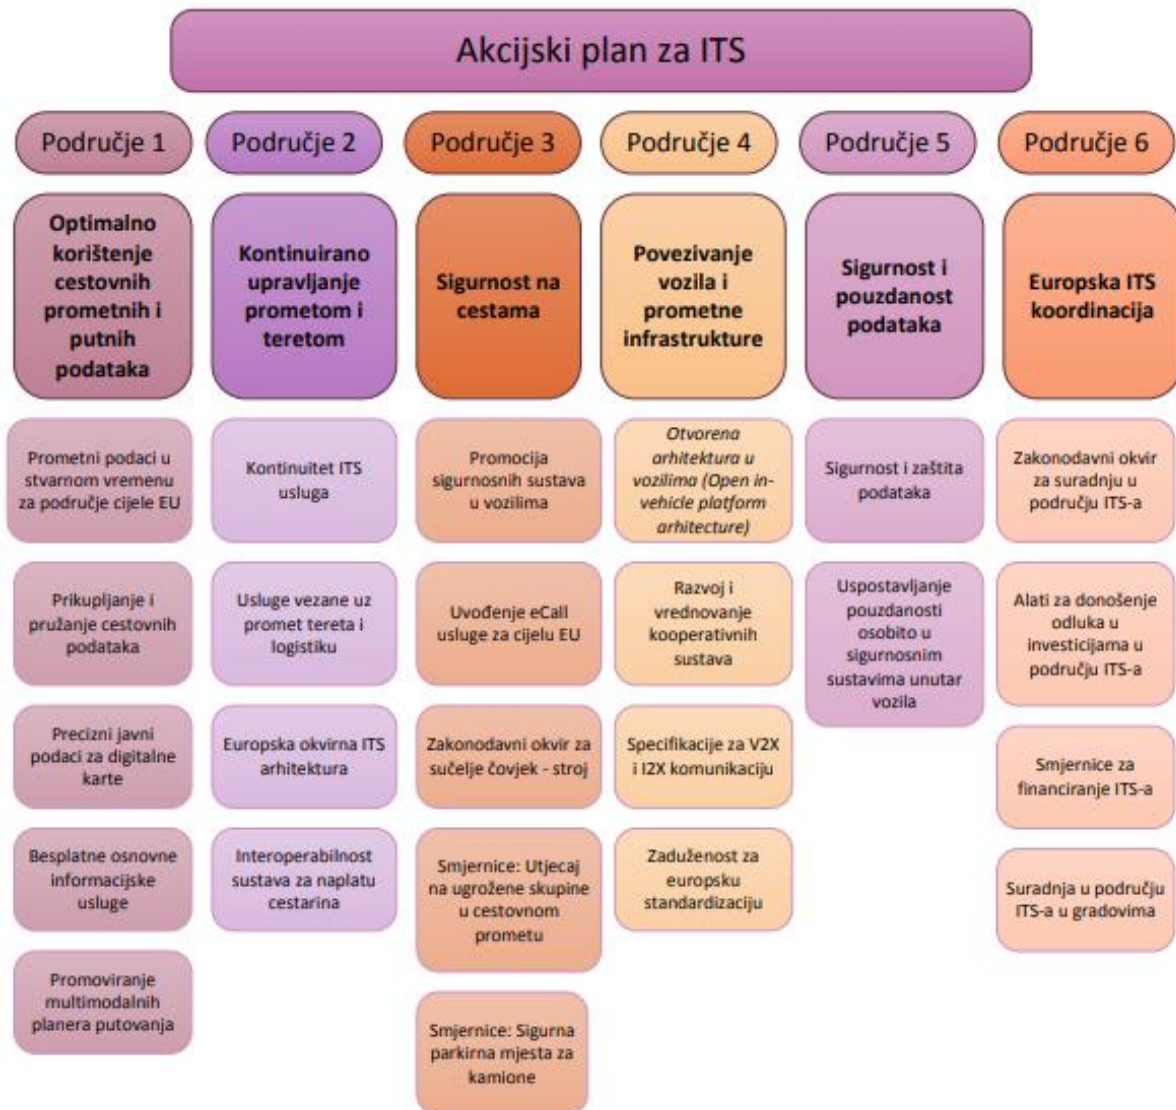 Akcijski plan za ITS
Područje 1
Područje 2
Područje 3
Područje 4
Područje 5
Područje 6
Optimalno
korištenje
cestovnih
prometnih i
putnih
podataka
Kontinuirano
upravljanje
prometom i
teretom
Sigurnost na
cestama
Povezivanje
vozila i
prometne
infrastrukture
Sigurnost i
pouzdanost
podataka
Europska ITS
koordinacija
Prometni podaci u
stvarnom vremenu
za područje cijele EU
Kontinuitet ITS
usluga
Promocija
sigurnosnih sustava
u vozilima
Otvorena
arhitektura u
vozilima (Open in-
vehicle platform
arhitecture)
Sigurnost i zaštita
podataka
Zakonodavni okvir
za suradnju u
području ITS-a
Prikupljanje i
pružanje cestovnih
podataka
Usluge vezane uz
promet tereta i
logistiku
Uvođenje eCall
usluge za cijelu EU
Razvoj i
vrednovanje
kooperativnih
sustava
Uspostavljanje
pouzdanosti
osobito u
sigurnosnim
sustavima unutar
vozila
Alati za donošenje
odluka u
investicijama u
području ITS-a
Precizni javni
podaci za digitalne
karte
Europska okvirna ITS
arhitektura
Zakonodavni okvir za
sučelje čovjek - stroj
Specifikacije za V2X
i I2X komunikaciju
Smjernice za
financiranje ITS-a
Besplatne osnovne
informacijske
usluge
Interoperabilnost
sustava za naplatu
cestarina
Smjernice: Utjecaj
na ugrožene skupine
u cestovnom
prometu
Zaduženost za
europsku
standardizaciju
Suradnja u području
ITS-a u gradovima
Promoviranje
multimodalnih
planera putovanja
Smjernice: Sigurna
parkirna mjesta za
kamione